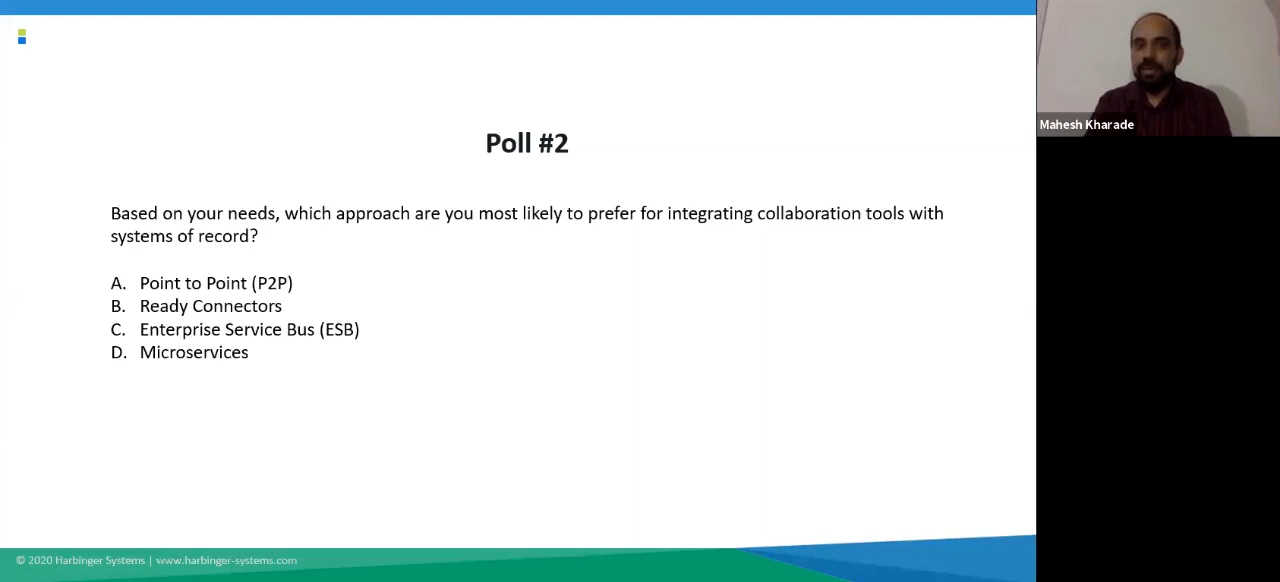 Poll #2
Based on your needs, which approach are you most likely to prefer for integrating collaboration tools with
systems of record?
A. Point to Point (P2P)
B. Ready Connectors
C. Enterprise Service Bus (ESB)
D. Microservices
© 2020 Harbinger Systems | www.harbinger-systems.com
Mahesh Kharade